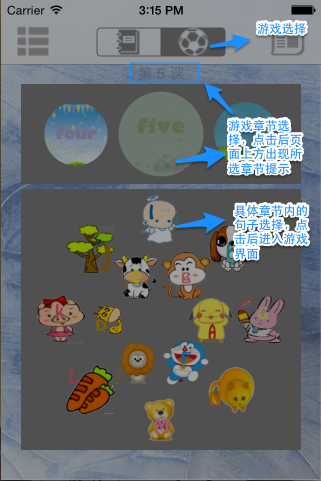 Carrier
3:15 PM
游戏选择
第 5 课
four
five
游戏章节选
择，点击后页
面上方出现所
选章节提示
具体章节内的
句子选择，点
击后进入游戏
界面
J
B
K
D
A
L